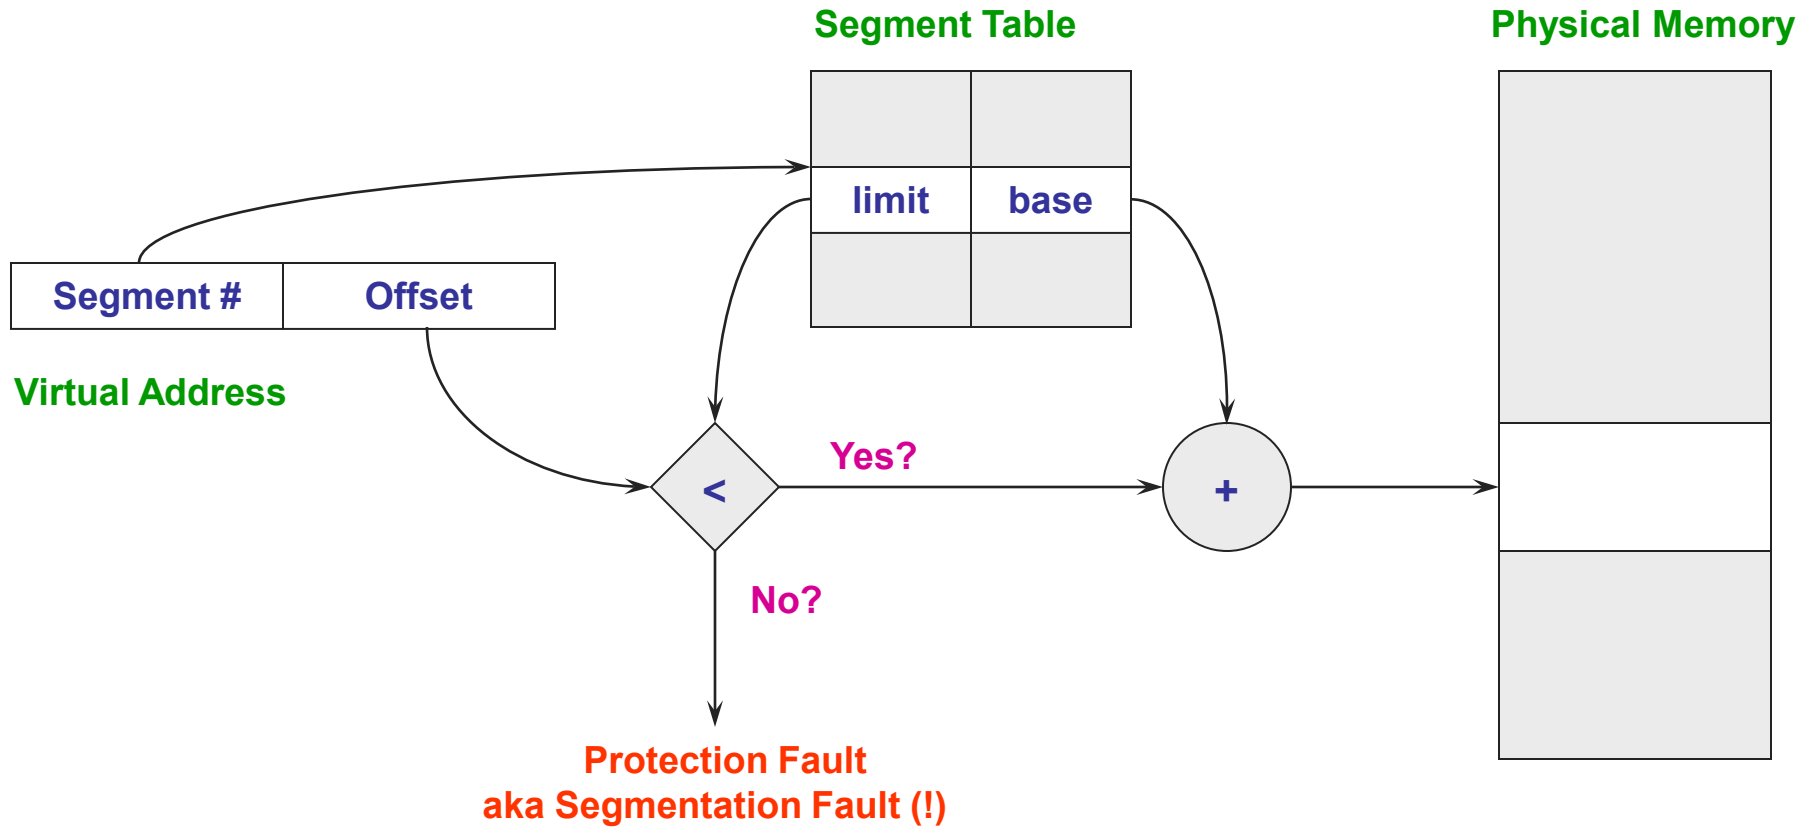 Segment Table
Physical Memory
limit
base
Segment #
Offset
Virtual Address
<
Yes?
+
No?
Protection Fault
aka Segmentation Fault (!)